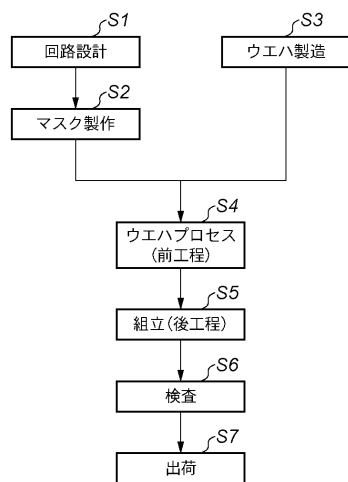 S1
回路設計
S2
マスク製作
S3
ウエハ製造
S4
ウエハプロセス
(前工程)
S5
組立(後工程)
S6
検査
S7
出荷